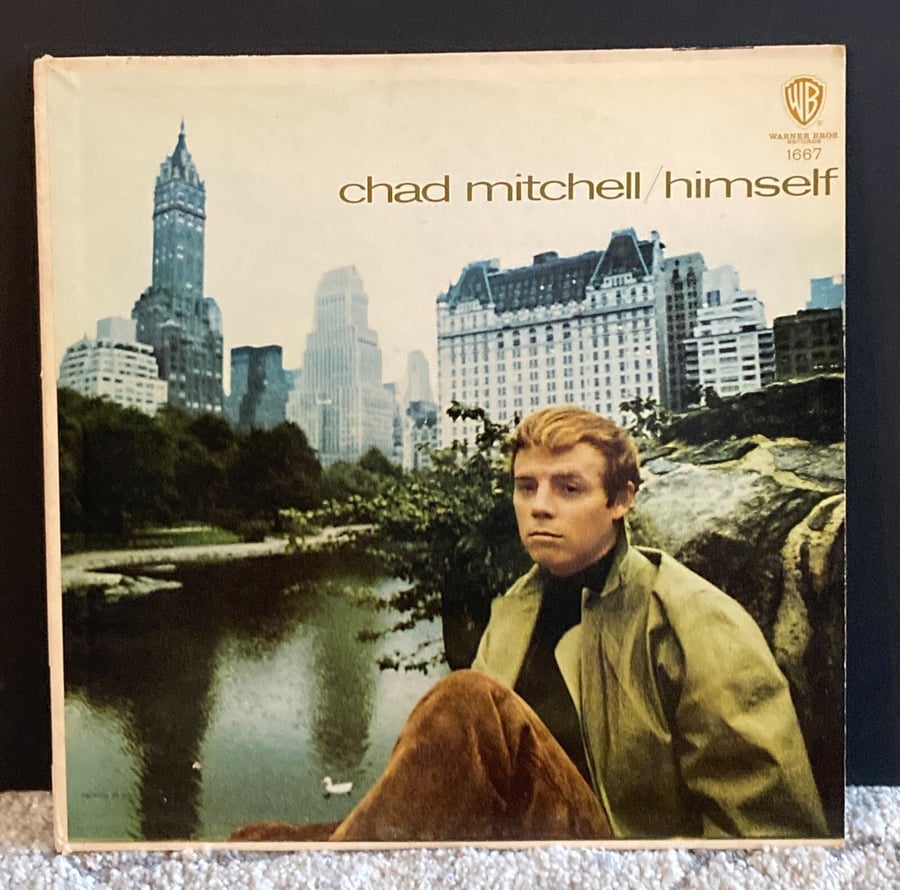 WB
WARNER BROS.
RECORDS
1667
chad mitchell/himself